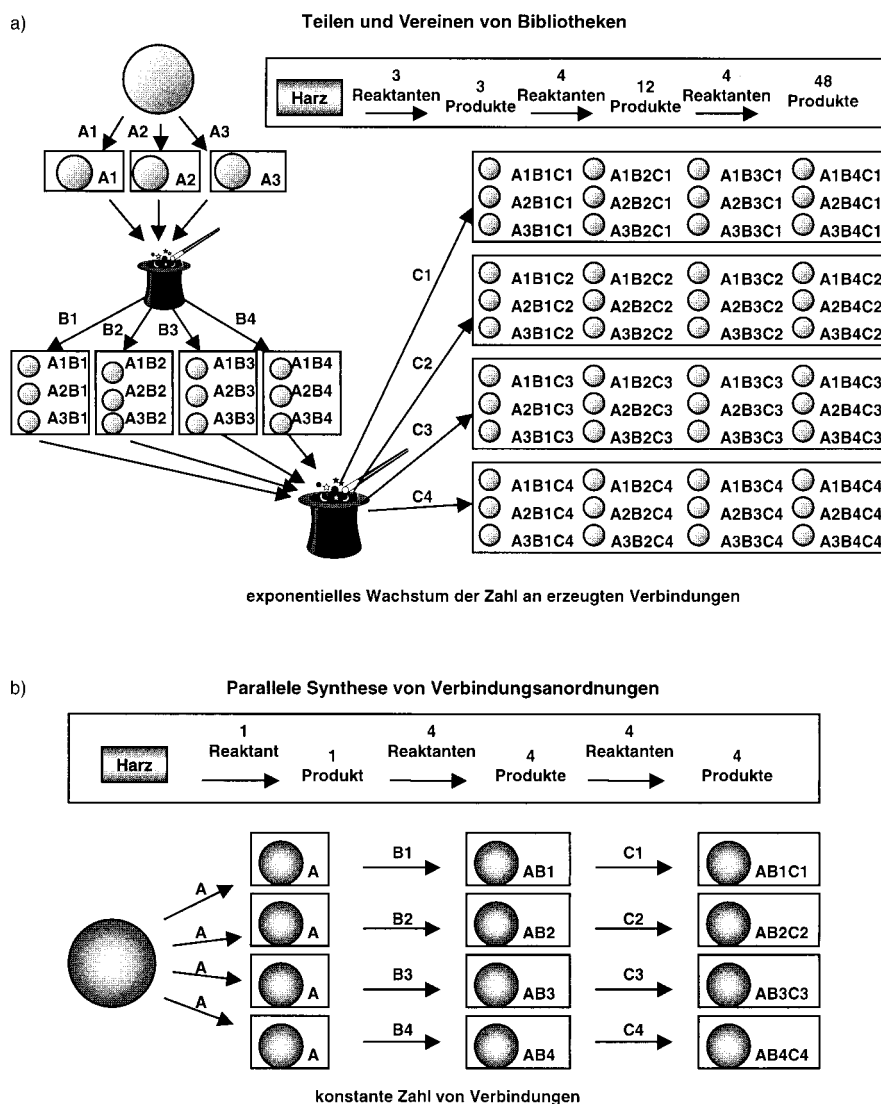 a)
Teilen und Vereinen von Bibliotheken
3 4 4 48
Harz Reaktanten 3 Reaktanten 12 Reaktanten Produkte
Produkte Produkte
A1 A2 A3
A1 A2 A3
B1 B2 B3 B4
A1B1 A1B2 A1B3 A1B4
A2B1 A2B2 A2B3 A2B4
A3B1 A3B2 A3B3 A3B4
C1
C2
C3
C4
A1B1C1 A1B2C1 A1B3C1 A1B4C1
A2B1C1 A2B2C1 A2B3C1 A2B4C1
A3B1C1 A3B2C1 A3B3C1 A3B4C1
A1B1C2 A1B2C2 A1B3C2 A1B4C2
A2B1C2 A2B2C2 A2B3C2 A2B4C2
A3B1C2 A3B2C2 A3B3C2 A3B4C2
A1B1C3 A1B2C3 A1B3C3 A1B4C3
A2B1C3 A2B2C3 A2B3C3 A2B4C3
A3B1C3 A3B2C3 A3B3C3 A3B4C3
A1B1C4 A1B2C4 A1B3C4 A1B4C4
A2B1C4 A2B2C4 A2B3C4 A2B4C4
A3B1C4 A3B2C4 A3B3C4 A3B4C4
exponentielles Wachstum der Zahl an erzeugten Verbindungen
b)
Parallele Synthese von Verbindungsanordnungen
1 4 4
Reaktant 1 Reaktanten 4 Reaktanten 4
Harz Produkt Produkte Produkte
A A B1 AB1 C1 AB1C1
A A B2 AB2 C2 AB2C2
A A B3 AB3 C3 AB3C3
A A B4 AB4 C4 AB4C4
konstante Zahl von Verbindungen